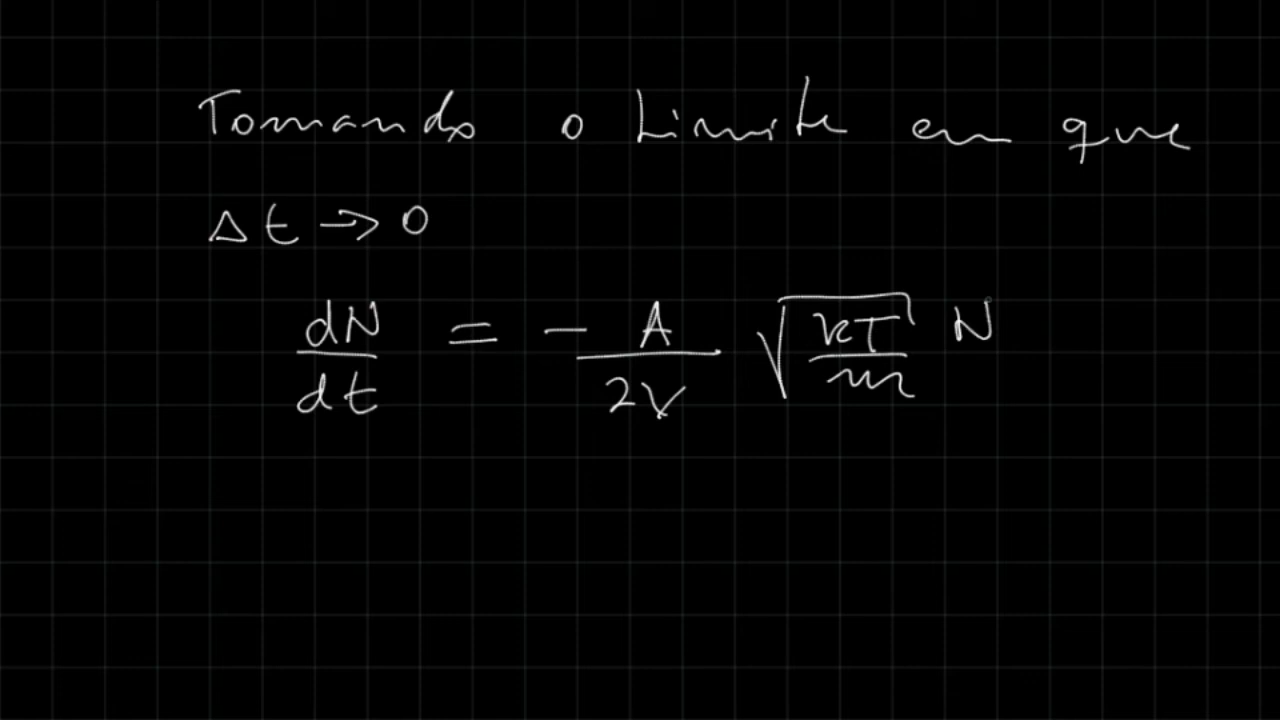 Tomando o limite em que
Δt → 0
dN/dt = - A/2V √(kT/m) N